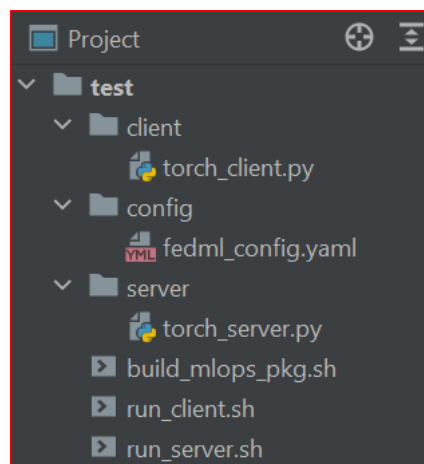 Project
test
client
torch_client.py
config
YML fedml_config.yaml
server
torch_server.py
build_mlops_pkg.sh
run_client.sh
run_server.sh